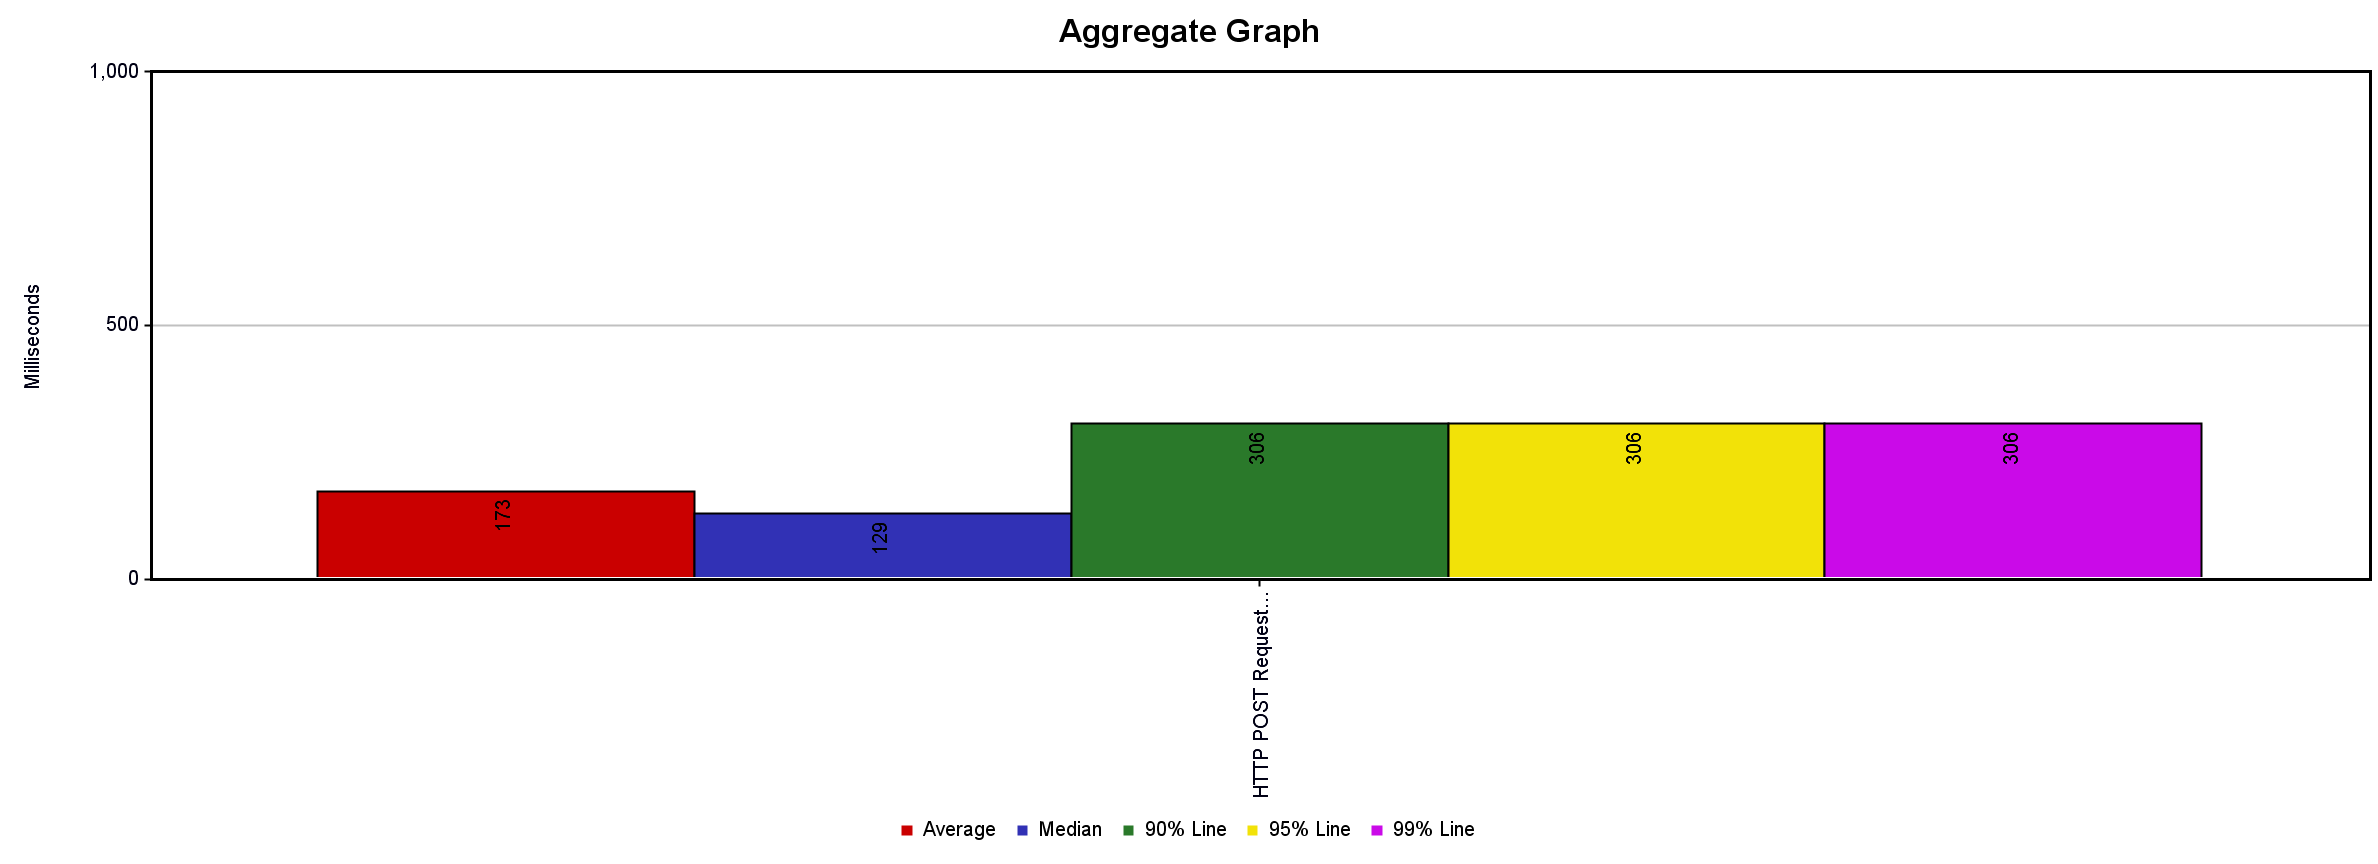 Aggregate Graph
1,000
500
0
Milliseconds
173
129
306
306
306
HTTP POST Request...
Average Median 90% Line 95% Line 99% Line